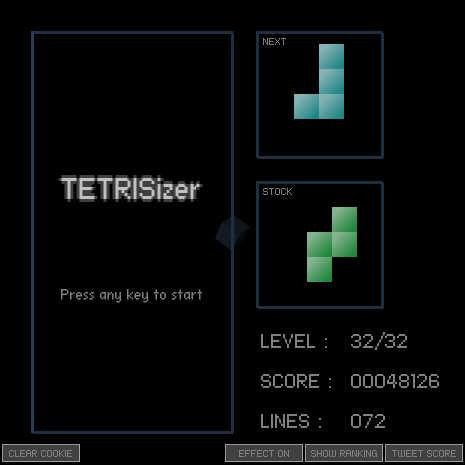 NEXT
TETRISizer
STOCK
Press any key to start
LEVEL : 32/32
SCORE : 00048126
LINES : 072
CLEAR COOKIE EFFECT ON SHOW RANKING TWEET SCORE